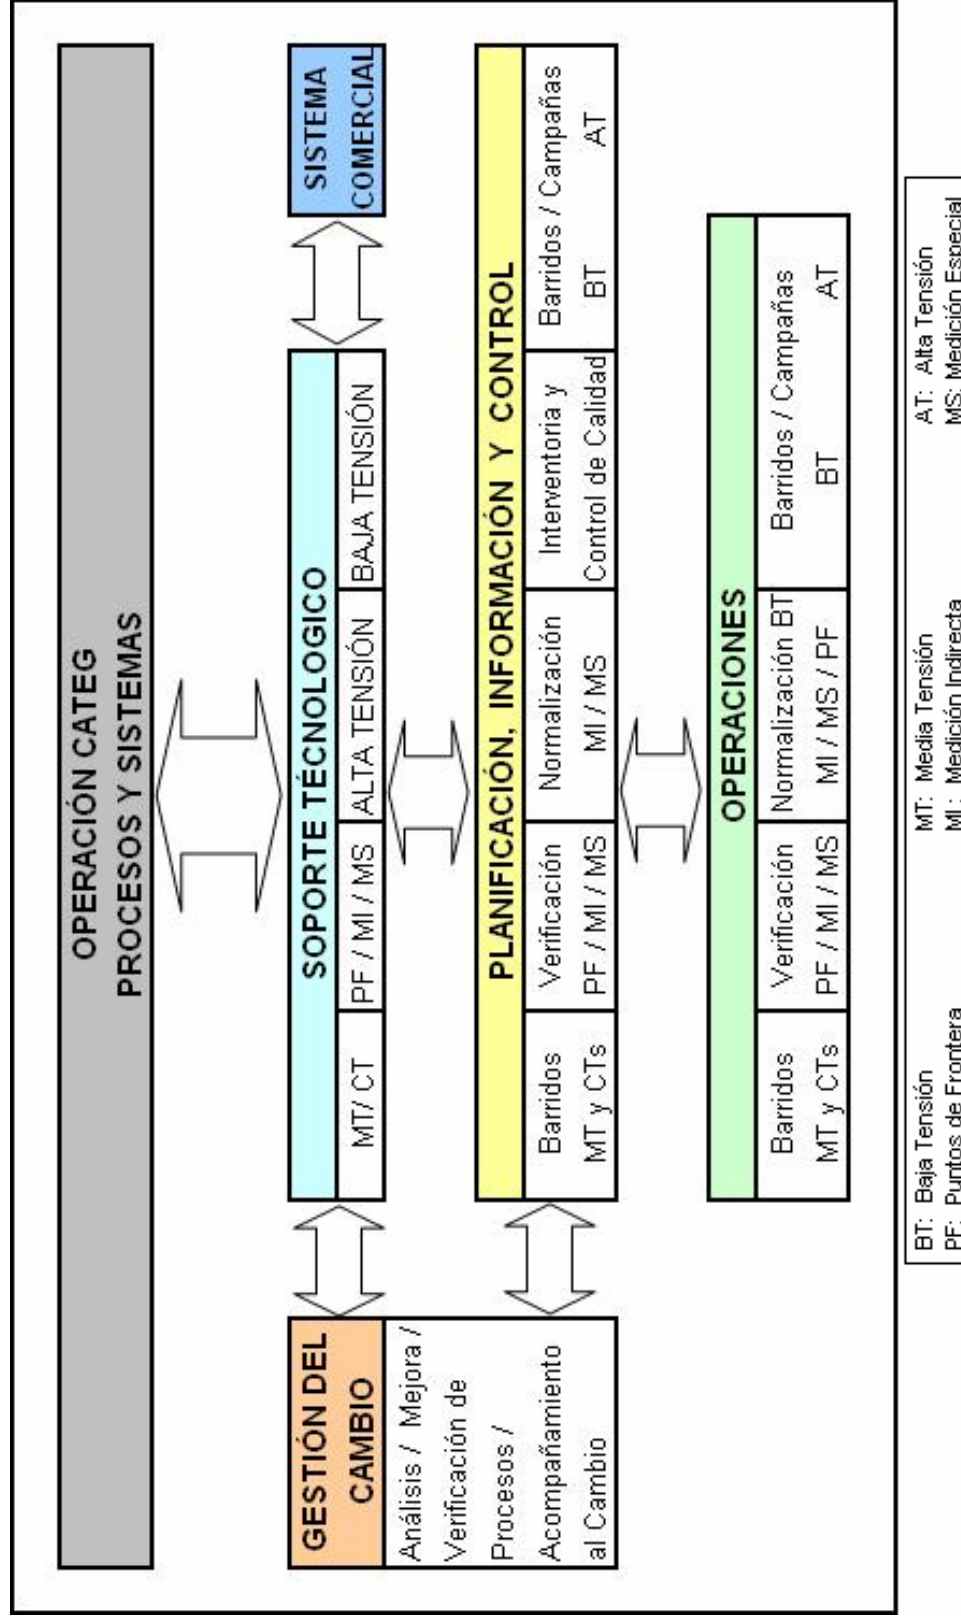 OPERACIÓN CATEG
PROCESOS Y SISTEMAS
GESTIÓN DEL
CAMBIO
Análisis / Mejora /
Verificación de
Procesos /
Acompañamiento
al Cambio
SOPORTE TÉCNOLOGICO
MT/ CT
PF / MI / MS
ALTA TENSIÓN
BAJA TENSIÓN
SISTEMA
COMERCIAL
PLANIFICACIÓN, INFORMACIÓN Y CONTROL
Barridos
MT y CTs
Verificación
PF / MI / MS
Normalización
MI / MS
Interventoria y
Control de Calidad
Barridos / Campañas
BT AT
OPERACIONES
Barridos
MT y CTs
Verificación
PF / MI / MS
Normalización BT
MI / MS / PF
Barridos / Campañas
BT AT
BT: Baja Tensión MT: Media Tensión AT: Alta Tensión
PF: Puntos de Frontera MI: Medición Indirecta MS: Medición Especial